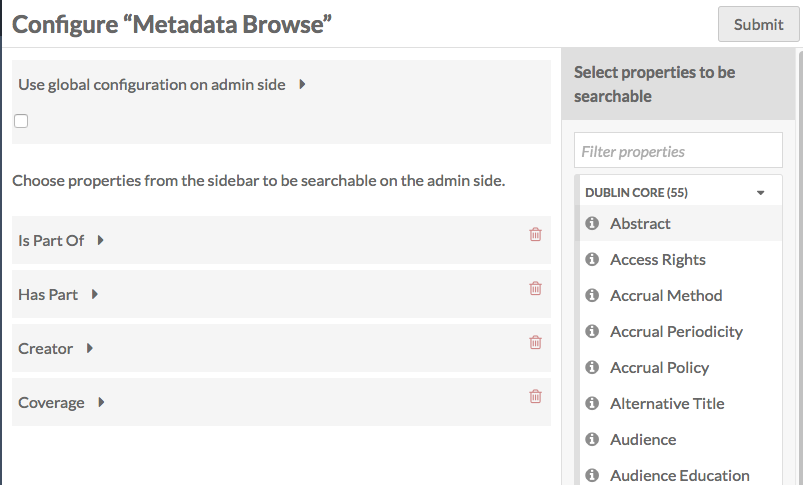 Configure “Metadata Browse”
Submit
Use global configuration on admin side
Choose properties from the sidebar to be searchable on the admin side.
Is Part Of
Has Part
Creator
Coverage
Select properties to be
searchable
Filter properties
DUBLIN CORE (55)
Abstract
Access Rights
Accrual Method
Accrual Periodicity
Accrual Policy
Alternative Title
Audience
Audience Education